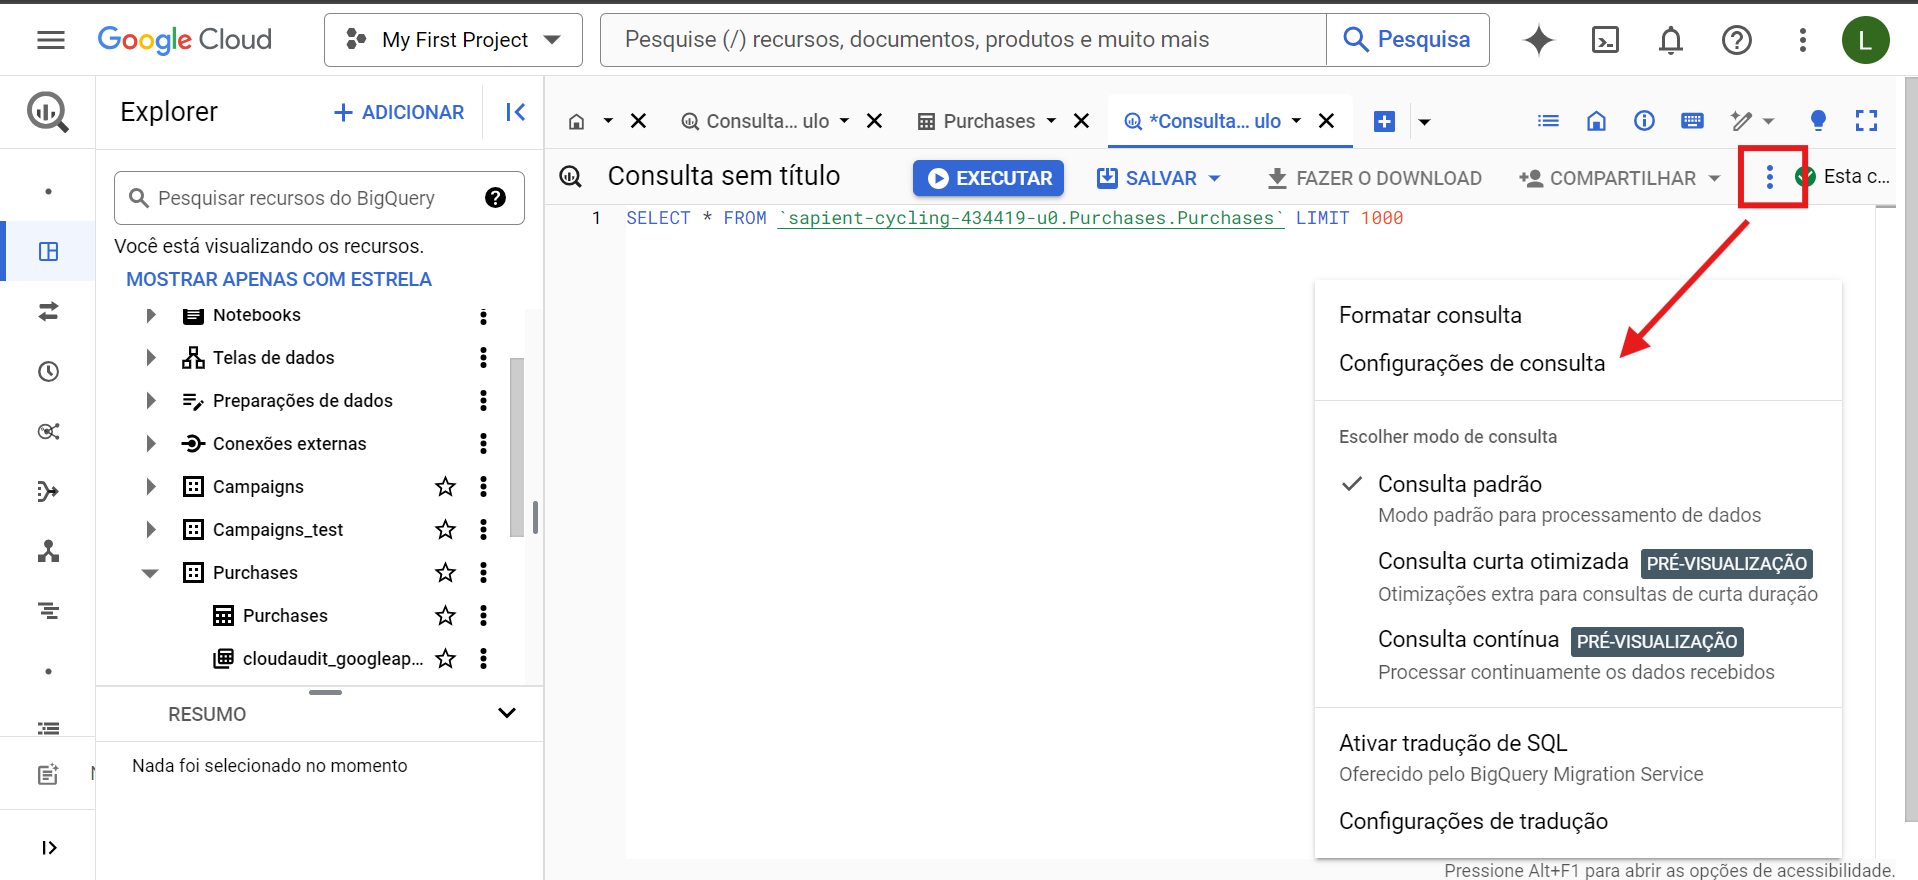 Google Cloud
My First Project
Pesquise (/) recursos, documentos, produtos e muito mais
Pesquisa
L
Explorer
+ ADICIONAR
Consulta... ulo
Purchases
*Consulta... ulo
Consulta sem título
EXECUTAR
SALVAR
FAZER O DOWNLOAD
COMPARTILHAR
Esta c...
Pesquisar recursos do BigQuery
Você está visualizando os recursos.
MOSTRAR APENAS COM ESTRELA
Notebooks
Telas de dados
Preparações de dados
Conexões externas
Campaigns
Campaigns_test
Purchases
Purchases
cloudaudit_googleap...
RESUMO
Nada foi selecionado no momento
1 SELECT * FROM `sapient-cycling-434419-u0.Purchases.Purchases` LIMIT 1000
Formatar consulta
Configurações de consulta
Escolher modo de consulta
Consulta padrão
Modo padrão para processamento de dados
Consulta curta otimizada PRÉ-VISUALIZAÇÃO
Otimizações extra para consultas de curta duração
Consulta contínua PRÉ-VISUALIZAÇÃO
Processar continuamente os dados recebidos
Ativar tradução de SQL
Oferecido pelo BigQuery Migration Service
Configurações de tradução
Pressione Alt+F1 para abrir as opções de acessibilidade.